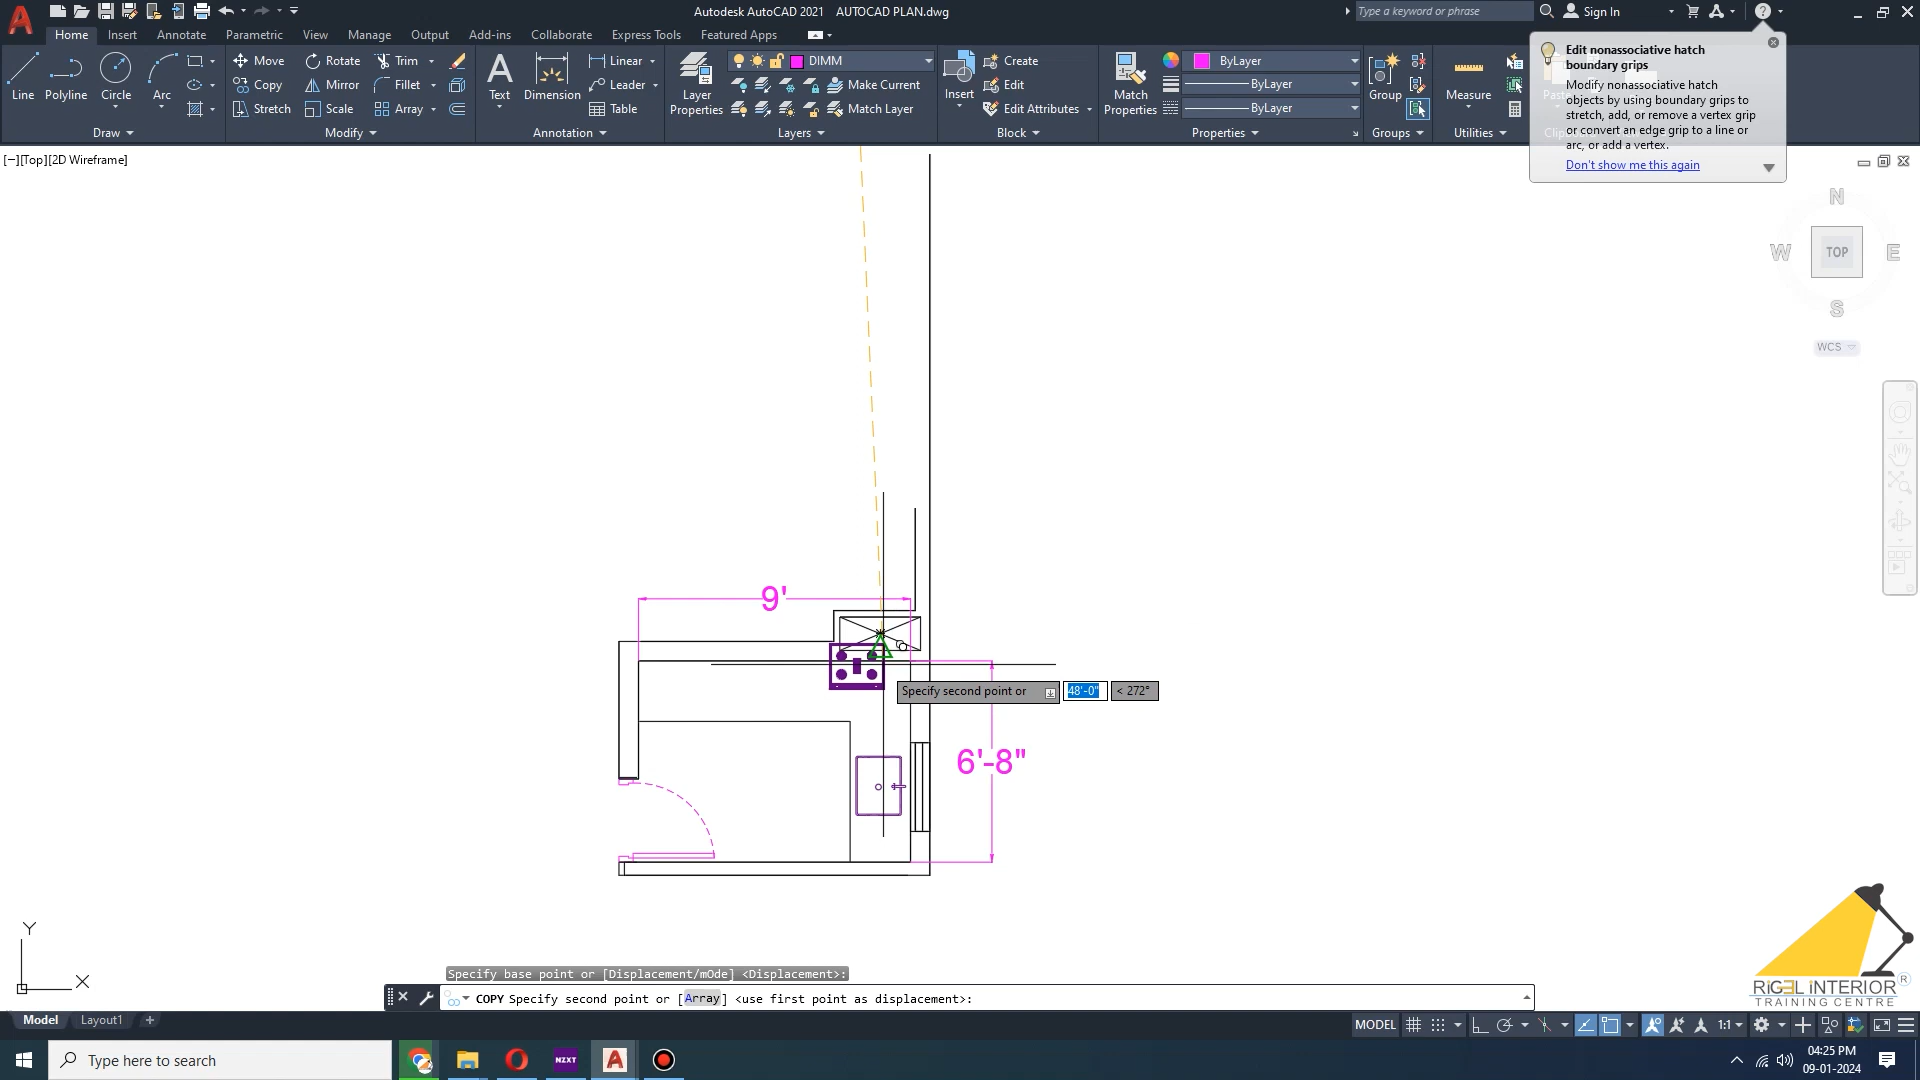 Autodesk AutoCAD 2021 AUTOCAD PLAN.dwg
Type a keyword or phrase
Sign In
Home Insert Annotate Parametric View Manage Output Add-ins Collaborate Express Tools Featured Apps
Line Polyline Circle Arc
Draw
Move Rotate Trim
Copy Mirror Fillet
Stretch Scale Array
Modify
Text Dimension
Linear
Leader
Table
Annotation
Layer Properties
DIMM
Make Current
Match Layer
Layers
Insert
Create
Edit
Edit Attributes
Block
Match Properties
ByLayer
ByLayer
ByLayer
Properties
Group
Groups
Measure
Utilities
Edit nonassociative hatch
boundary grips
Modify nonassociative hatch
objects by using boundary grips to
stretch, add, or remove a vertex grip
or convert an edge grip to a line or
arc, or add a vertex.
Don't show me this again
[−][Top][2D Wireframe]
N
W TOP E
S
WCS
9'
Specify second point or 48'-0" < 272°
6'-8"
Y
X
Specify base point or [Displacement/mOde] <Displacement>:
COPY Specify second point or [Array] <use first point as displacement>:
RIGEL INTERIOR ®
TRAINING CENTRE
Model Layout1 +
MODEL 1:1
Type here to search
NZXT
04:25 PM
09-01-2024